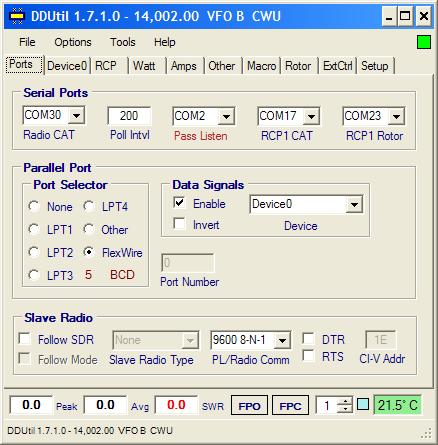 DDUtil 1.7.1.0 - 14,002.00 VFO B CWU
File Options Tools Help
Ports Device0 RCP Watt Amps Other Macro Rotor ExtCtrl Setup
Serial Ports
COM30 200 COM2 COM17 COM23
Radio CAT Poll Intvl Pass Listen RCP1 CAT RCP1 Rotor
Parallel Port
Port Selector Data Signals
None LPT4 Enable Device0
LPT1 Other Invert Device
LPT2 FlexWire 0
LPT3 5 BCD Port Number
Slave Radio
Follow SDR None 9600 8-N-1 DTR 1E
Follow Mode Slave Radio Type PL/Radio Comm RTS CI-V Addr
0.0 Peak 0.0 Avg 0.0 SWR FPO FPC 1 21.5° C
DDUtil 1.7.1.0 - 14,002.00 VFO B CWU